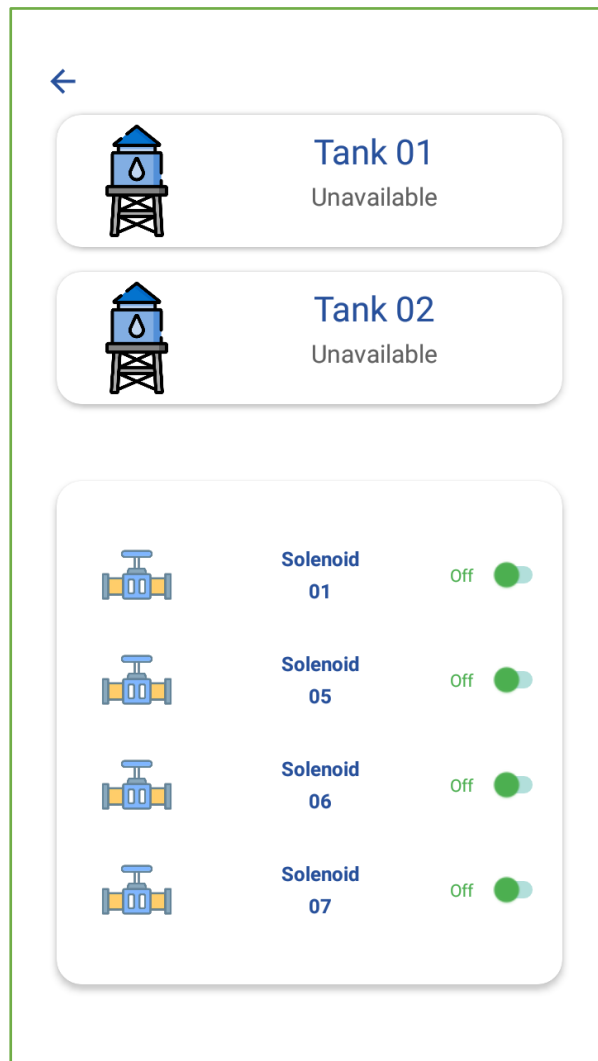 Tank 01
Unavailable
Tank 02
Unavailable
Solenoid
01
Off
Solenoid
05
Off
Solenoid
06
Off
Solenoid
07
Off